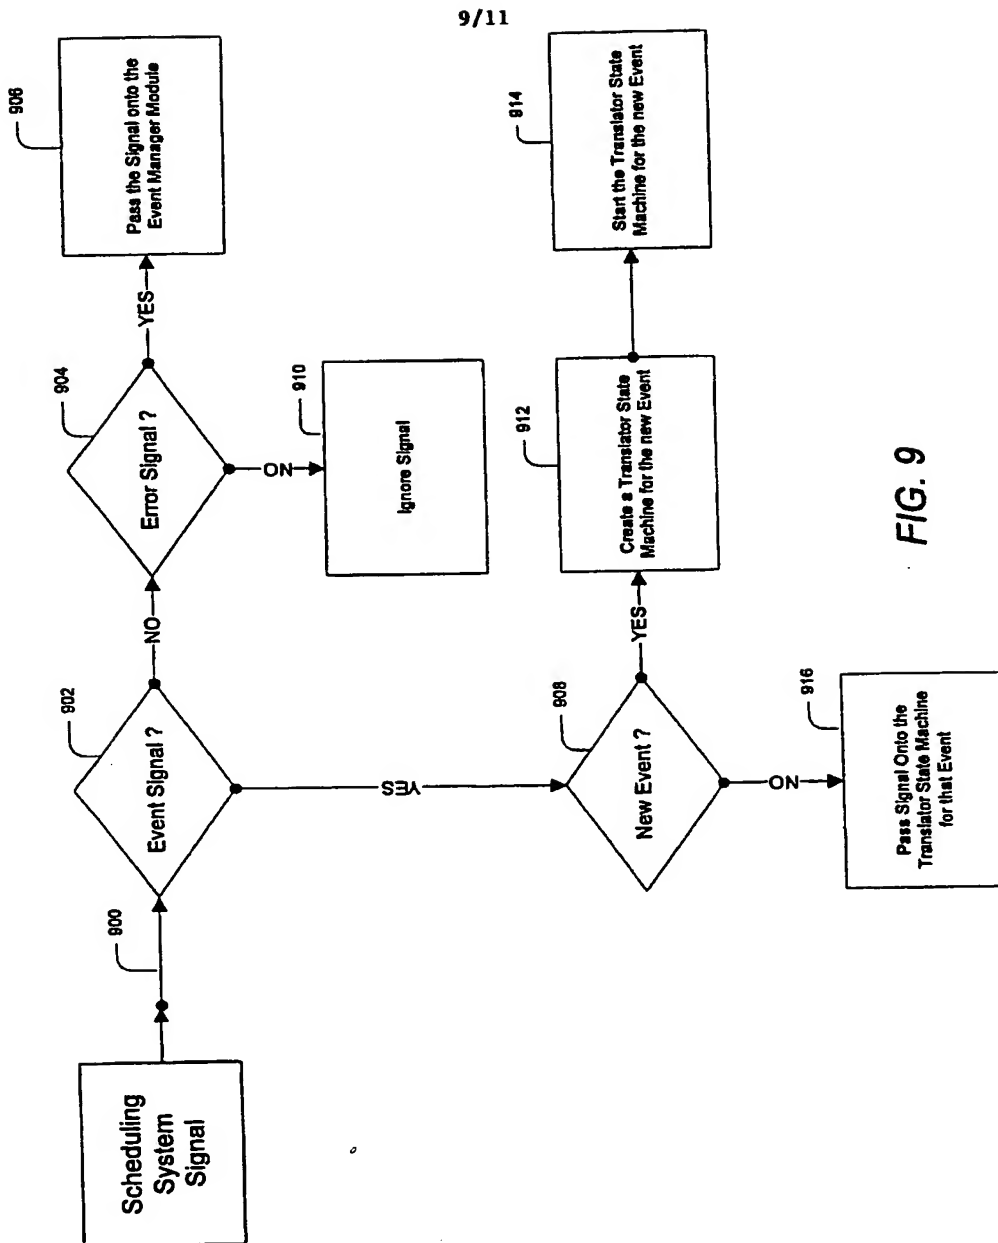 9/11
Scheduling
System
Signal
900
Event Signal ?
902
NO
Error Signal ?
904
YES
Pass the Signal onto the
Event Manager Module
906
NO
Ignore Signal
910
YES
New Event ?
908
YES
Create a Translator State
Machine for the new Event
912
Start the Translator State
Machine for the new Event
914
NO
Pass Signal Onto the
Translator State Machine
for that Event
916
FIG. 9